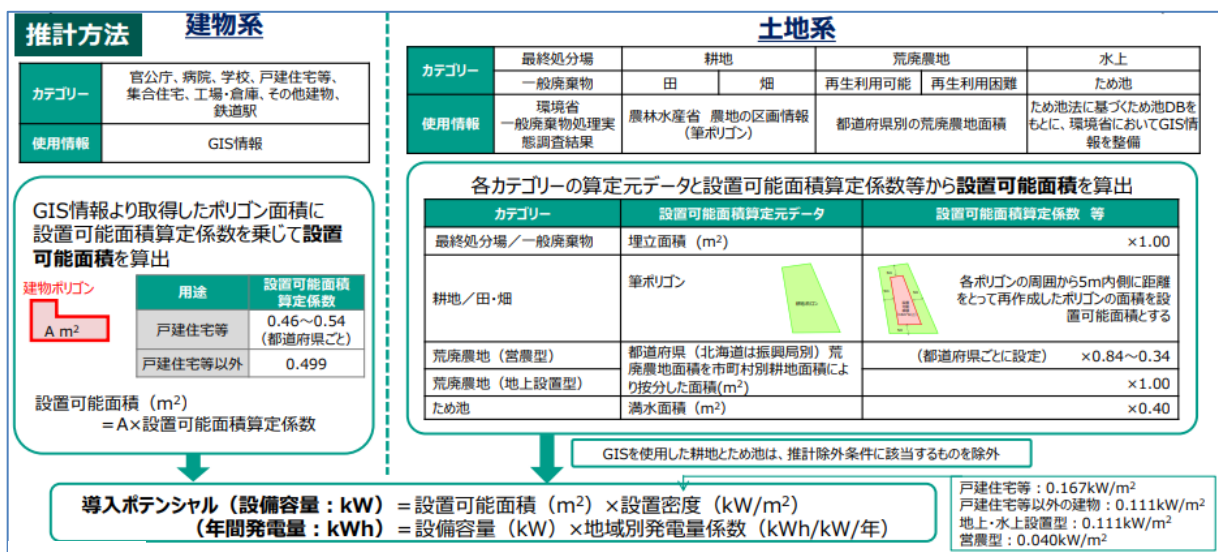 推計方法
建物系
カテゴリー
官公庁、病院、学校、戸建住宅等、
集合住宅、工場・倉庫、その他建物、
鉄道駅
使用情報
GIS情報
GIS情報より取得したポリゴン面積に
設置可能面積算定係数を乗じて設置
可能面積を算出
建物ポリゴン
A m²
用途
設置可能面積
算定係数
戸建住宅等
0.46～0.54
(都道府県ごと)
戸建住宅等以外
0.499
設置可能面積（m²）
＝A×設置可能面積算定係数
土地系
カテゴリー
最終処分場
耕地
荒廃農地
水上
一般廃棄物
田
畑
再生利用可能
再生利用困難
ため池
使用情報
環境省
一般廃棄物処理実
態調査結果
農林水産省 農地の区画情報
（筆ポリゴン）
都道府県別の荒廃農地面積
ため池法に基づくため池DBを
もとに、環境省においてGIS情
報を整備
各カテゴリーの算定元データと設置可能面積算定係数等から設置可能面積を算出
カテゴリー
設置可能面積算定元データ
設置可能面積算定係数 等
最終処分場／一般廃棄物
埋立面積（m²）
×1.00
耕地／田・畑
筆ポリゴン
各ポリゴンの周囲から5m内側に距離
をとって再作成したポリゴンの面積を設
置可能面積とする
荒廃農地（営農型）
都道府県（北海道は振興局別）荒
廃農地面積を市町村別耕地面積によ
り按分した面積(m²)
（都道府県ごとに設定） ×0.84～0.34
荒廃農地（地上設置型）
×1.00
ため池
満水面積（m²）
×0.40
GISを使用した耕地とため池は、推計除外条件に該当するものを除外
導入ポテンシャル（設備容量：kW）＝設置可能面積（m²）×設置密度（kW/m²）
（年間発電量：kWh）＝設備容量（kW）×地域別発電量係数（kWh/kW/年）
戸建住宅等：0.167kW/m²
戸建住宅等以外の建物：0.111kW/m²
地上・水上設置型：0.111kW/m²
営農型：0.040kW/m²